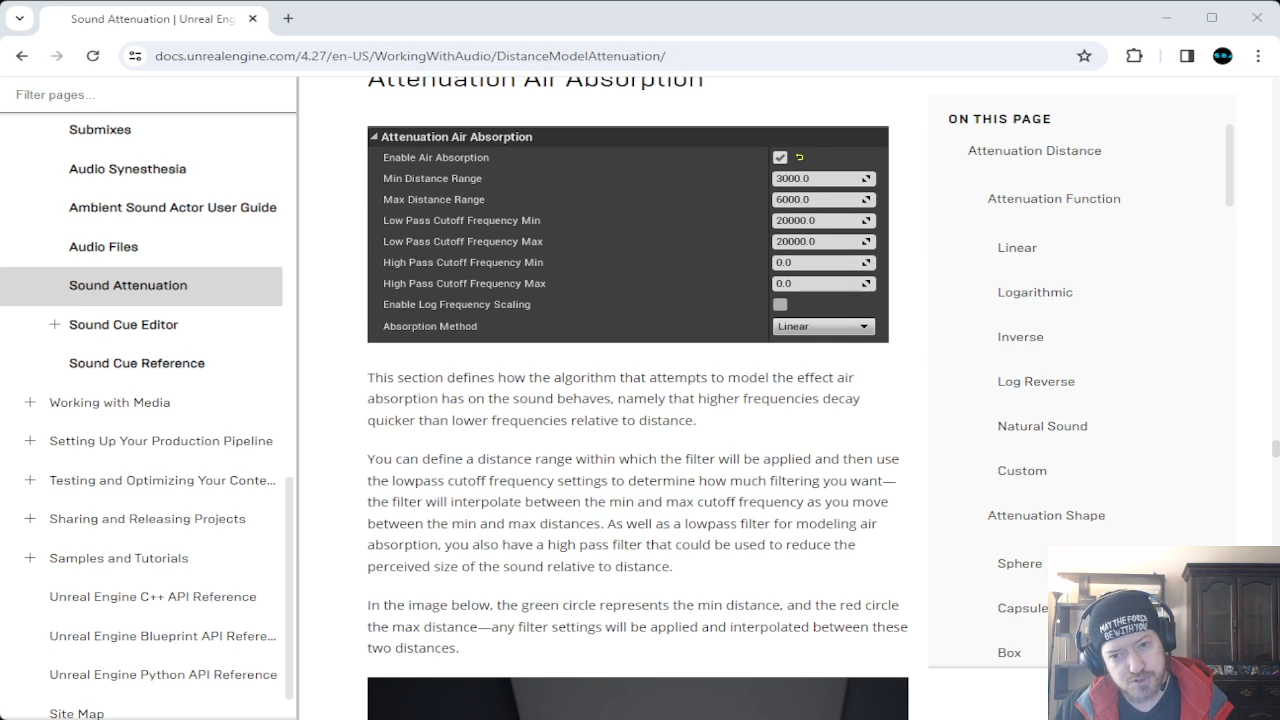 Sound Attenuation | Unreal Eng
docs.unrealengine.com/4.27/en-US/WorkingWithAudio/DistanceModelAttenuation/
Filter pages...
Submixes
Audio Synesthesia
Ambient Sound Actor User Guide
Audio Files
Sound Attenuation
Sound Cue Editor
Sound Cue Reference
Working with Media
Setting Up Your Production Pipeline
Testing and Optimizing Your Conte...
Sharing and Releasing Projects
Samples and Tutorials
Unreal Engine C++ API Reference
Unreal Engine Blueprint API Refere...
Unreal Engine Python API Reference
Site Map
Attenuation Air Absorption
Attenuation Air Absorption
Enable Air Absorption
Min Distance Range 3000.0
Max Distance Range 6000.0
Low Pass Cutoff Frequency Min 20000.0
Low Pass Cutoff Frequency Max 20000.0
High Pass Cutoff Frequency Min 0.0
High Pass Cutoff Frequency Max 0.0
Enable Log Frequency Scaling
Absorption Method Linear
This section defines how the algorithm that attempts to model the effect air
absorption has on the sound behaves, namely that higher frequencies decay
quicker than lower frequencies relative to distance.
You can define a distance range within which the filter will be applied and then use
the lowpass cutoff frequency settings to determine how much filtering you want—
the filter will interpolate between the min and max cutoff frequency as you move
between the min and max distances. As well as a lowpass filter for modeling air
absorption, you also have a high pass filter that could be used to reduce the
perceived size of the sound relative to distance.
In the image below, the green circle represents the min distance, and the red circle
the max distance—any filter settings will be applied and interpolated between these
two distances.
ON THIS PAGE
Attenuation Distance
Attenuation Function
Linear
Logarithmic
Inverse
Log Reverse
Natural Sound
Custom
Attenuation Shape
Sphere
Capsule
Box
MAY THE FORCE
BE WITH YOU
STAR WARS